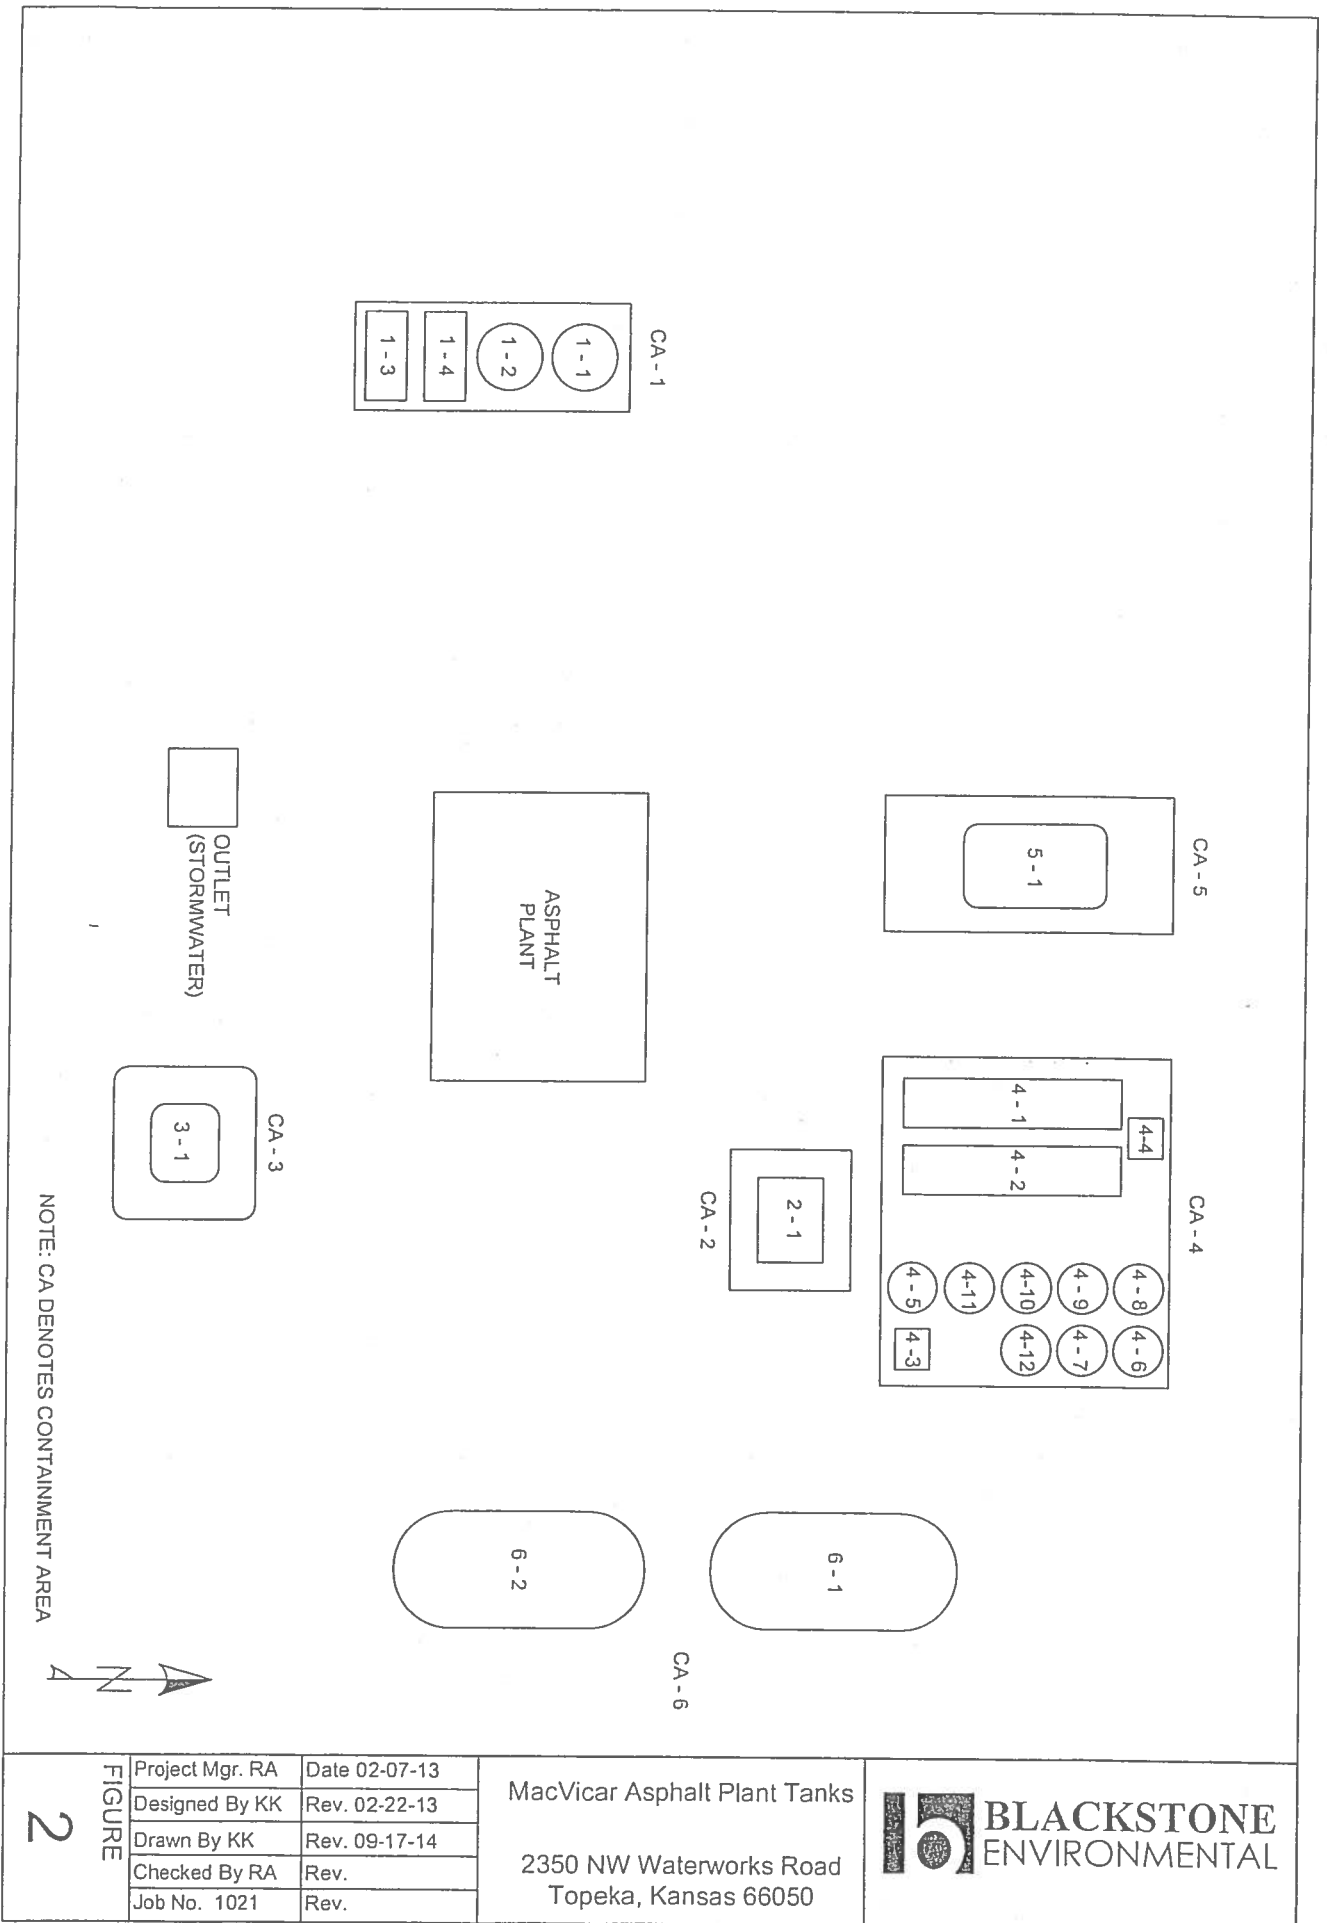 CA - 1
1 - 1
1 - 2
1 - 4
1 - 3
CA - 5
5 - 1
ASPHALT
PLANT
OUTLET
(STORMWATER)
CA - 4
4-4
4 - 1
4 - 2
4 - 8
4 - 9
4-10
4-11
4 - 5
4 - 6
4 - 7
4-12
4-3
CA - 2
2 - 1
CA - 3
3 - 1
6 - 1
6 - 2
CA - 6
NOTE: CA DENOTES CONTAINMENT AREA
N
FIGURE
2
Project Mgr. RA
Date 02-07-13
Designed By KK
Rev. 02-22-13
Drawn By KK
Rev. 09-17-14
Checked By RA
Rev.
Job No. 1021
Rev.
MacVicar Asphalt Plant Tanks
2350 NW Waterworks Road
Topeka, Kansas 66050
BLACKSTONE
ENVIRONMENTAL